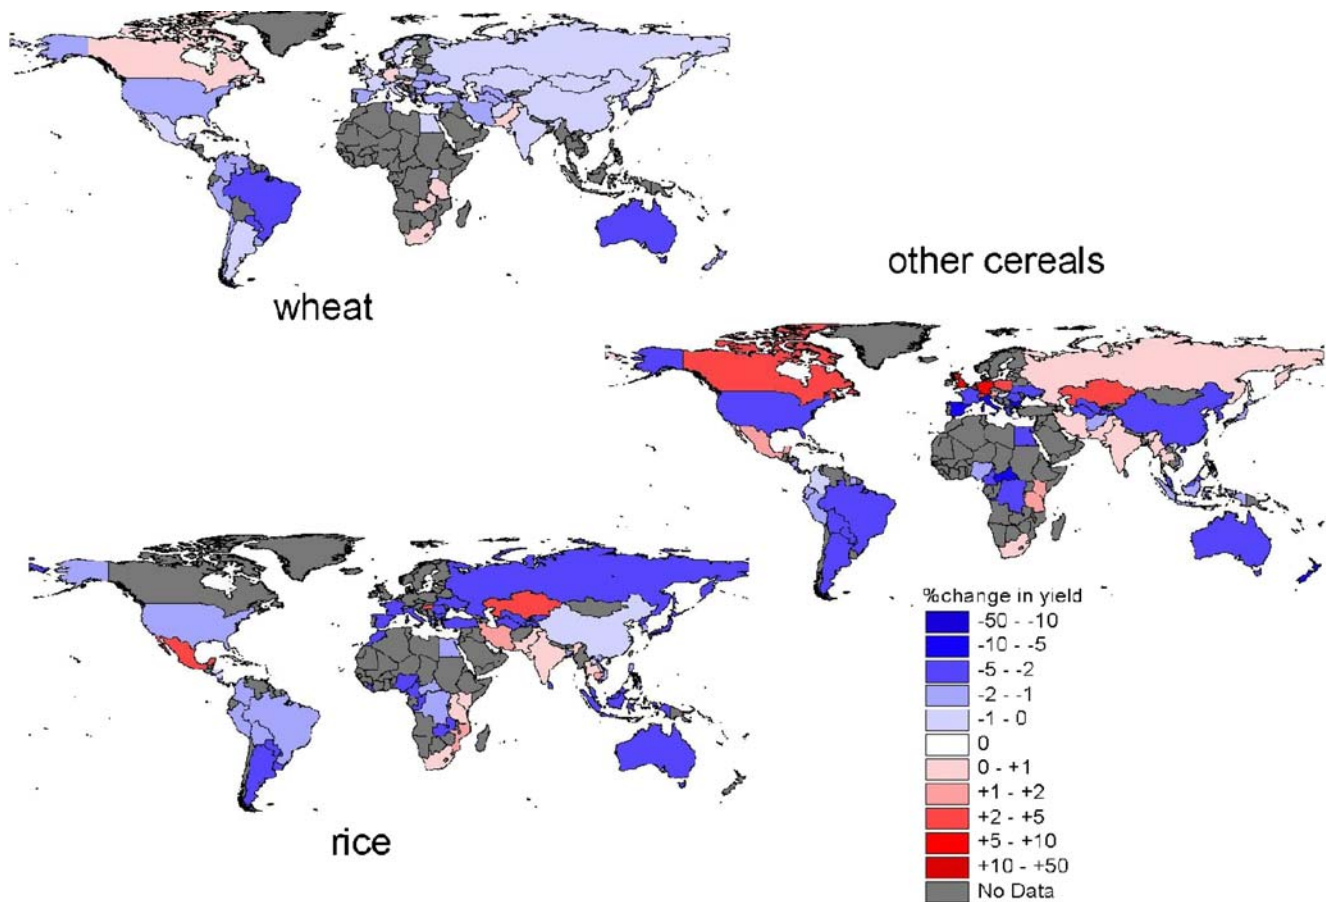 wheat
other cereals
rice
%change in yield
-50 - -10
-10 - -5
-5 - -2
-2 - -1
-1 - 0
0
0 - +1
+1 - +2
+2 - +5
+5 - +10
+10 - +50
No Data